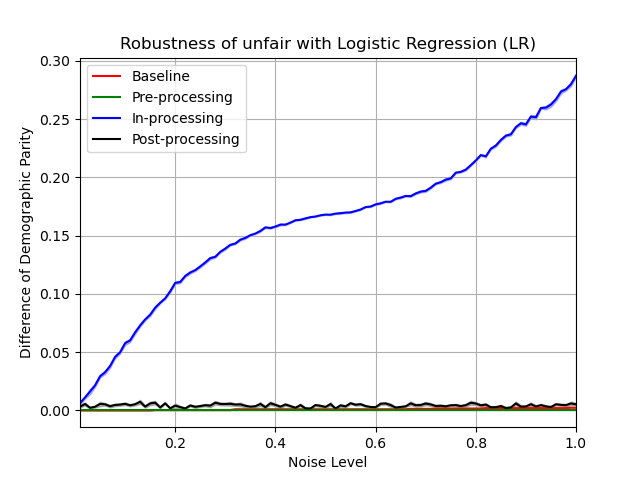 Robustness of unfair with Logistic Regression (LR)
0.30
0.25
0.20
0.15
0.10
0.05
0.00
Difference of Demographic Parity
Baseline
Pre-processing
In-processing
Post-processing
0.2 0.4 0.6 0.8 1.0
Noise Level